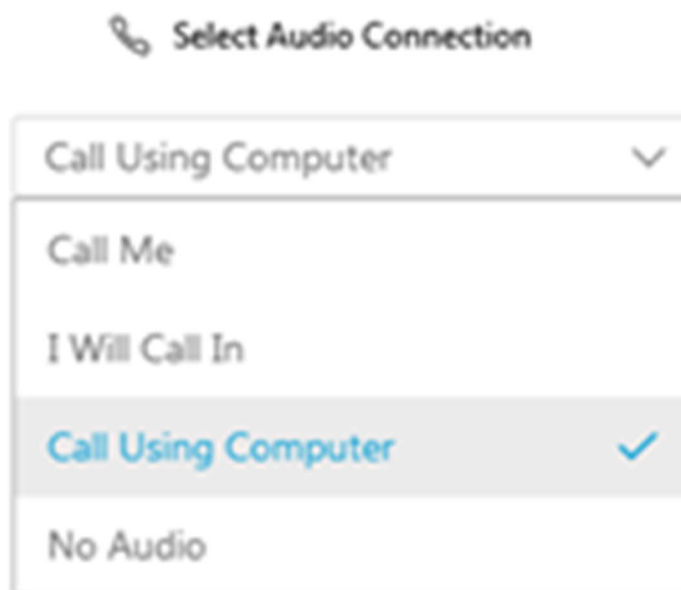 Select Audio Connection
Call Using Computer
Call Me
I Will Call In
Call Using Computer
No Audio